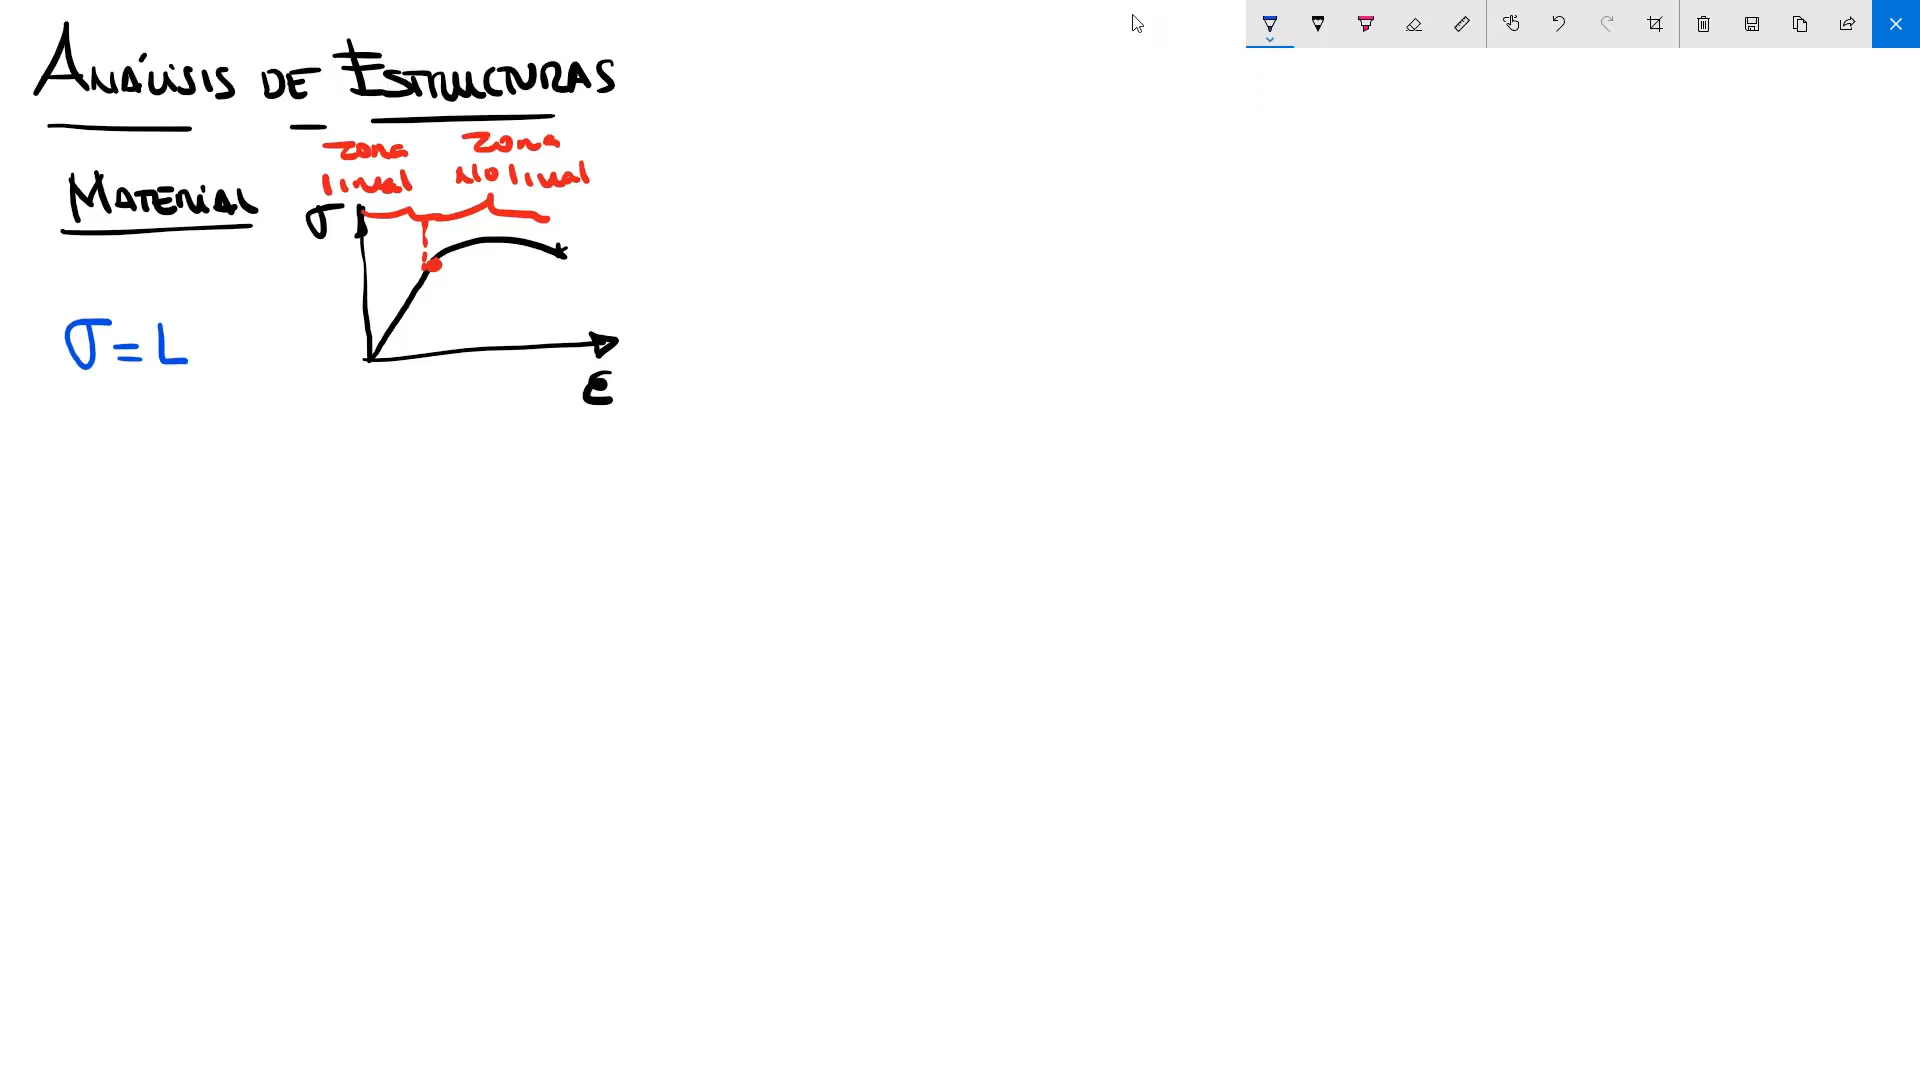 ANÁLISIS DE ESTRUCTURAS
MATERIAL
zona lineal
zona No lineal
σ
σ = L
ε